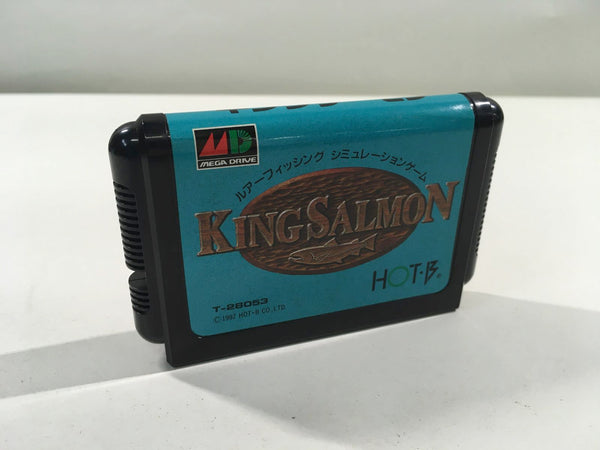 MEGA DRIVE
ルアーフィッシング シミュレーションゲーム
KING SALMON
HOT・B®
T-28053
©1992 HOT-B CO.,LTD.